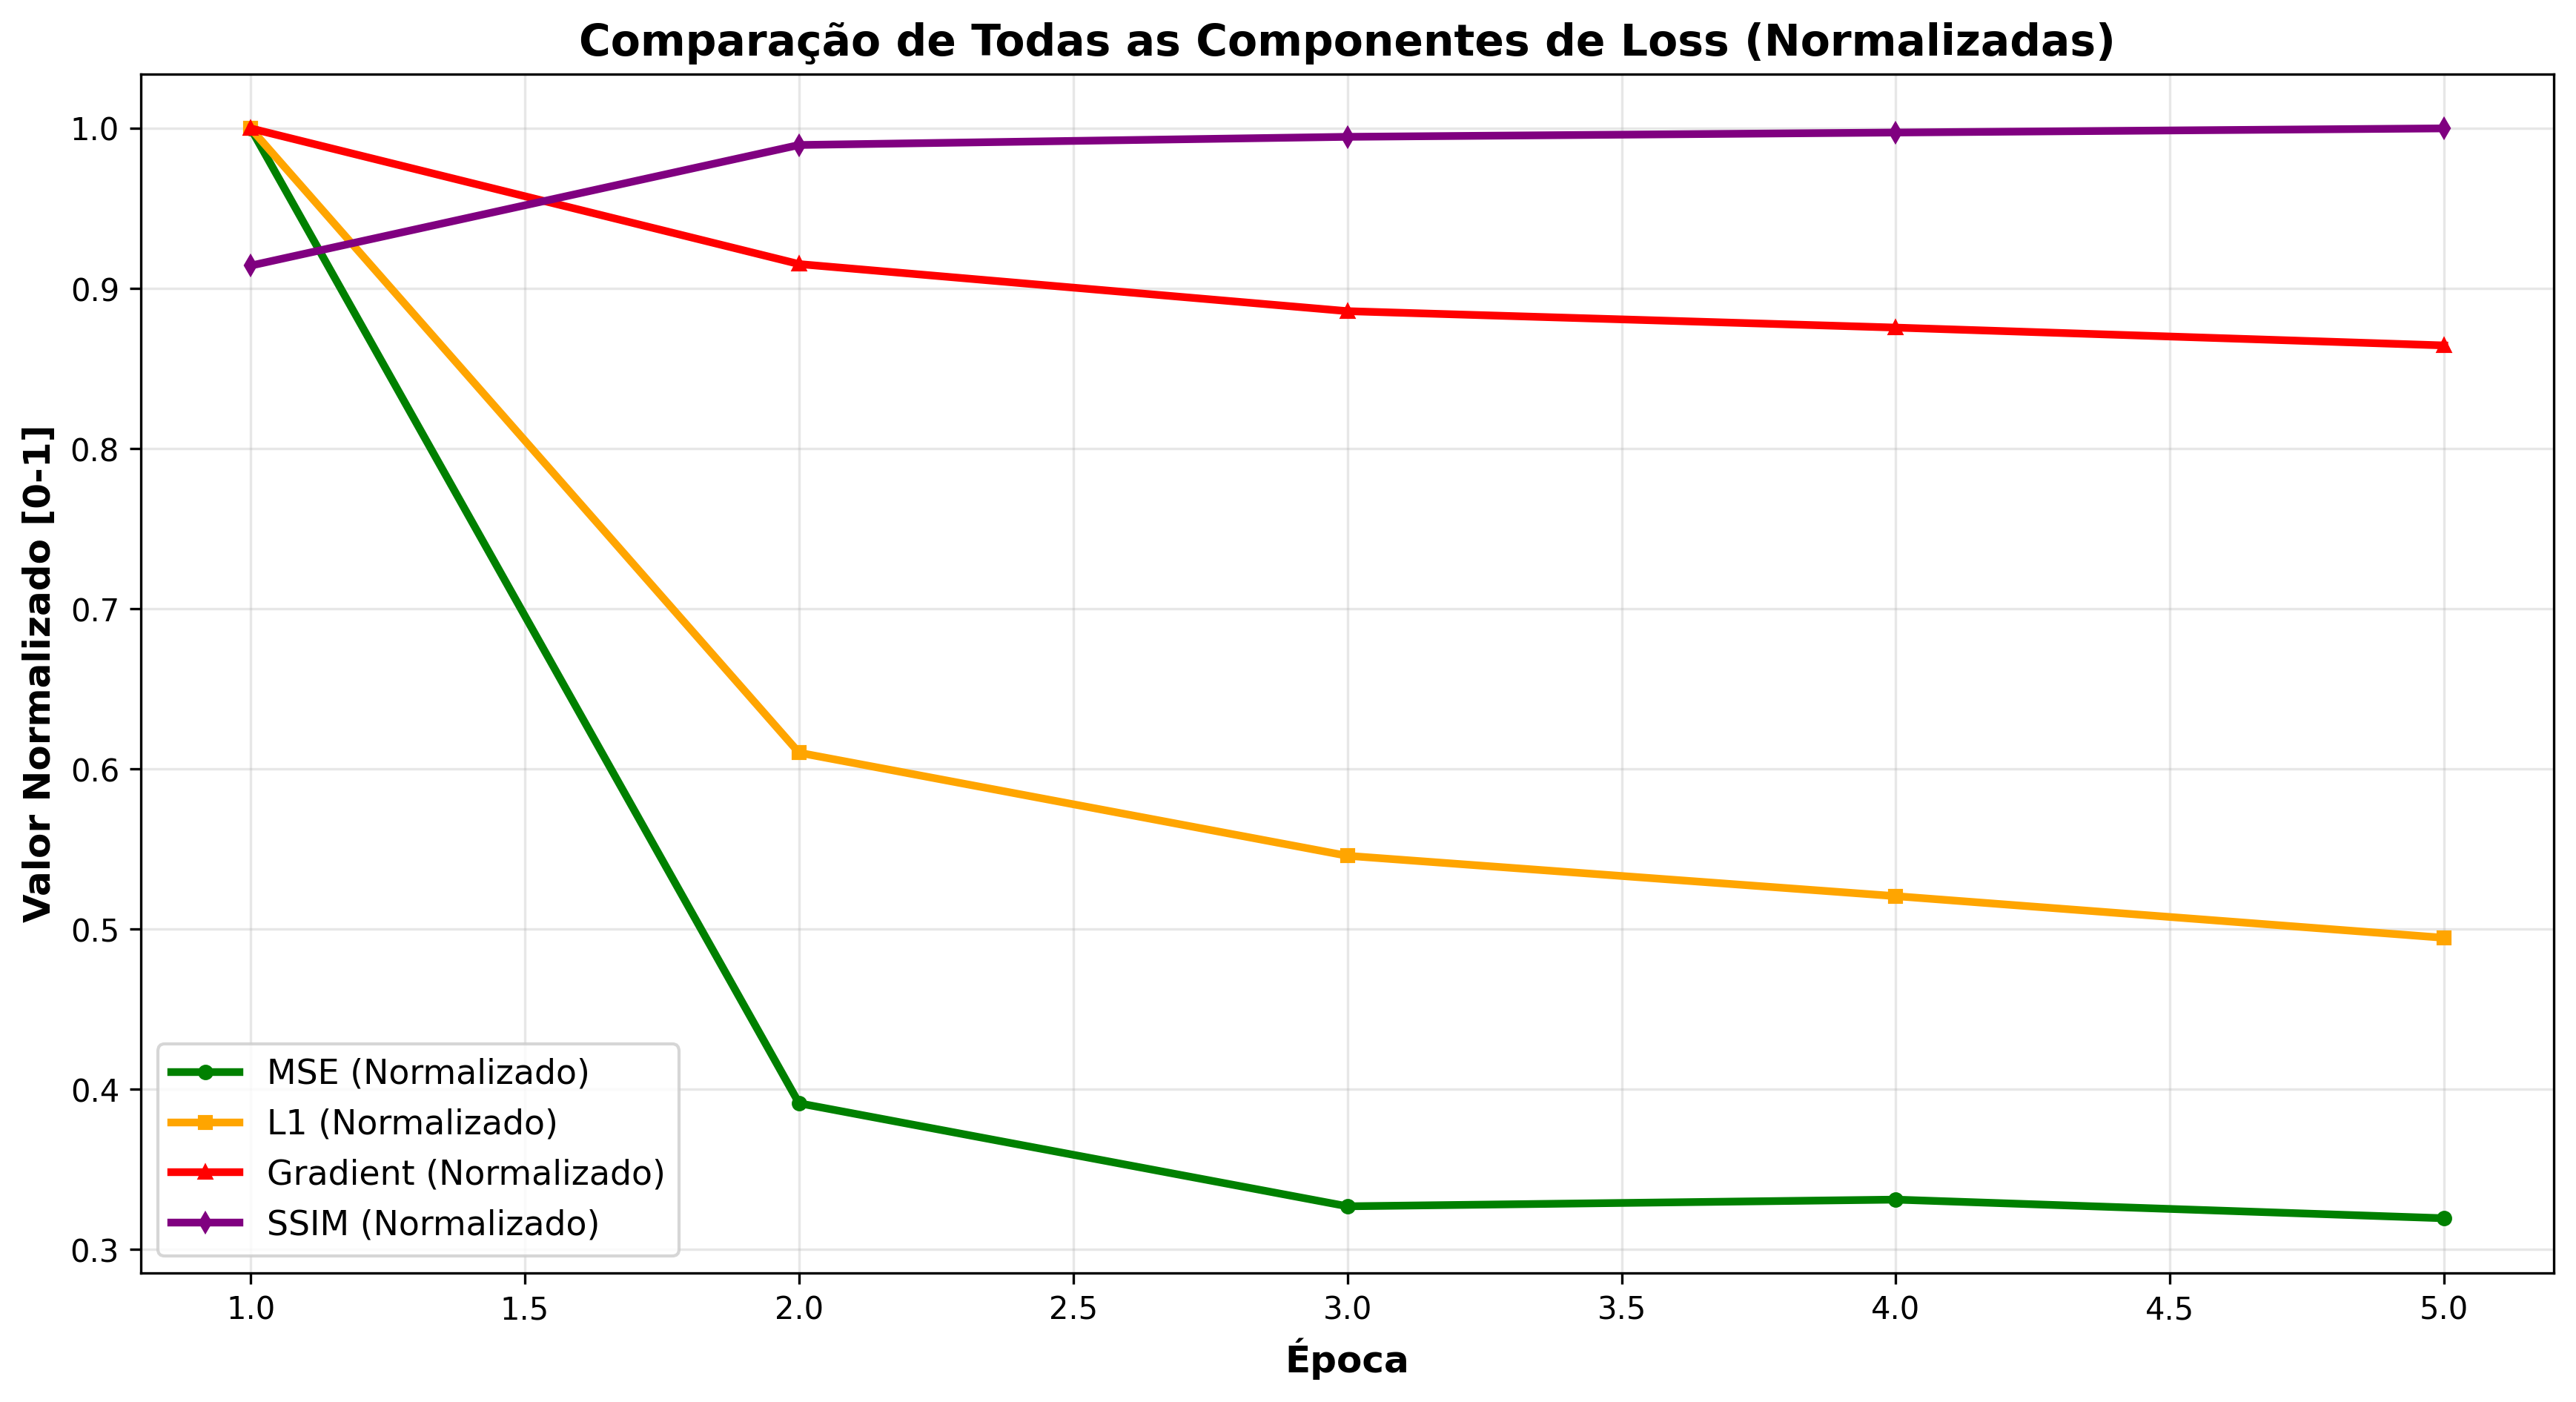 Comparação de Todas as Componentes de Loss (Normalizadas)
Valor Normalizado [0-1]
1.0
0.9
0.8
0.7
0.6
0.5
0.4
0.3
MSE (Normalizado)
L1 (Normalizado)
Gradient (Normalizado)
SSIM (Normalizado)
1.0 1.5 2.0 2.5 3.0 3.5 4.0 4.5 5.0
Época